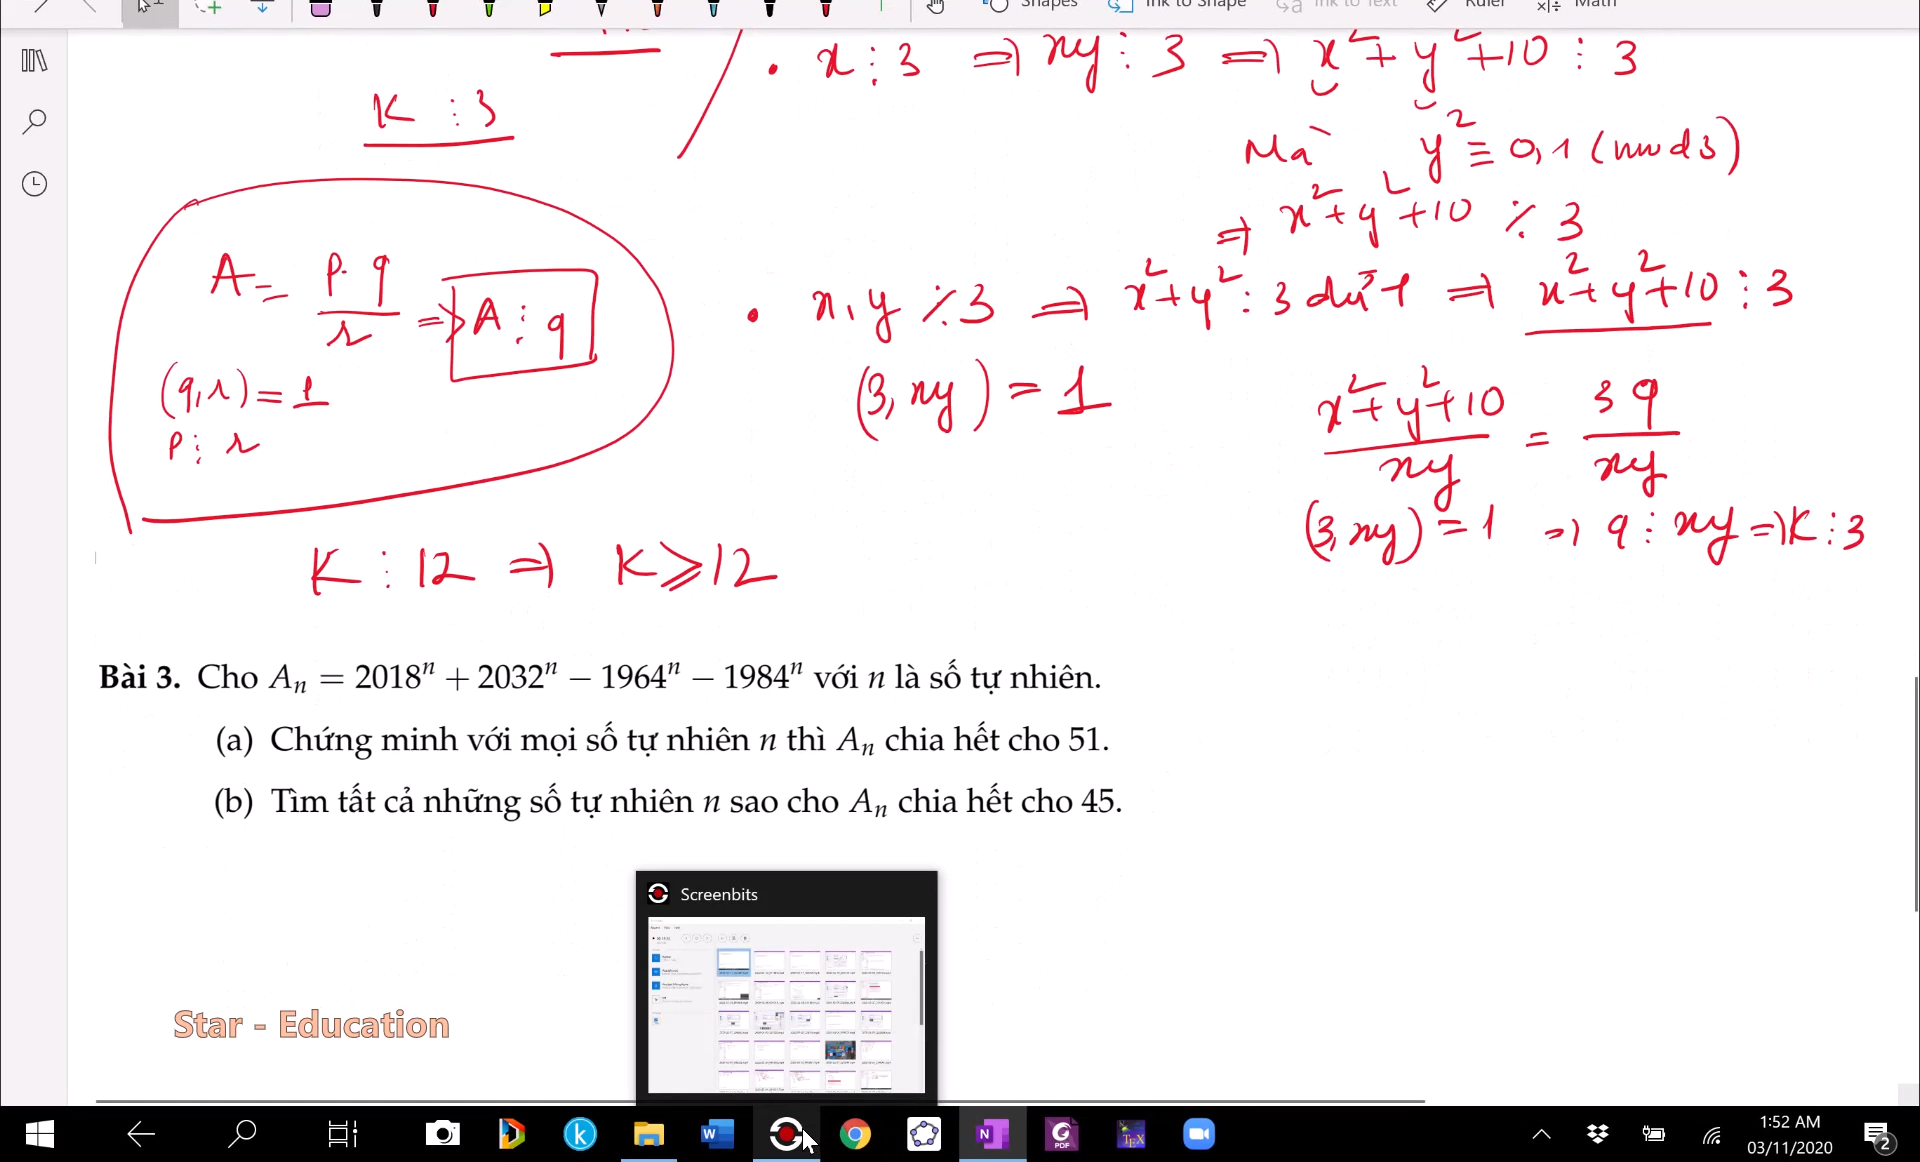 Shapes Ink to Shape Ink to Text Ruler Math
x ⋮ 3 ⇒ xy ⋮ 3 ⇒ x² + y² + 10 ⋮ 3
K ⋮ 3
Mà y² ≡ 0, 1 (mod 3)
⇒ x² + y² + 10 ⋮̸ 3
A = p.q / r ⇒ A ⋮ q
(q, r) = 1
p ⋮ r
x, y ⋮̸ 3 ⇒ x² + y² : 3 dư 1 ⇒ x² + y² + 10 ⋮ 3
(3, xy) = 1
x² + y² + 10 / xy = 3q / xy
(3, xy) = 1 ⇒ q ⋮ xy ⇒ K ⋮ 3
K ⋮ 12 ⇒ K ⩾ 12
Bài 3. Cho Aₙ = 2018ⁿ + 2032ⁿ − 1964ⁿ − 1984ⁿ với n là số tự nhiên.
(a) Chứng minh với mọi số tự nhiên n thì Aₙ chia hết cho 51.
(b) Tìm tất cả những số tự nhiên n sao cho Aₙ chia hết cho 45.
Screenbits
Star - Education
1:52 AM
03/11/2020
2